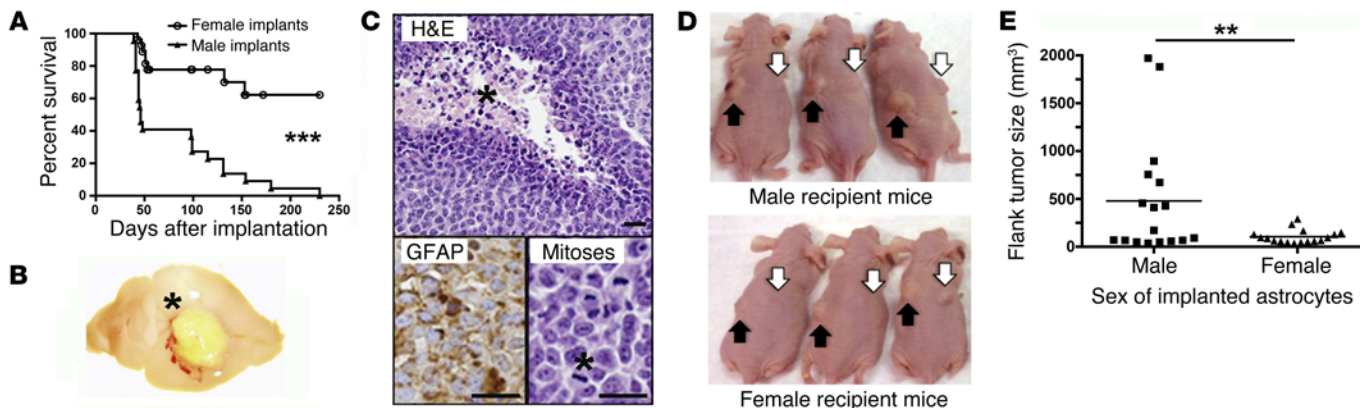 A
Female implants
Male implants
100
80
60
40
20
0
Percent survival
***
0 50 100 150 200 250
Days after implantation
B
*
C
H&E
*
GFAP
Mitoses
*
D
Male recipient mice
Female recipient mice
E
**
2000
1500
1000
500
0
Flank tumor size (mm³)
Male Female
Sex of implanted astrocytes